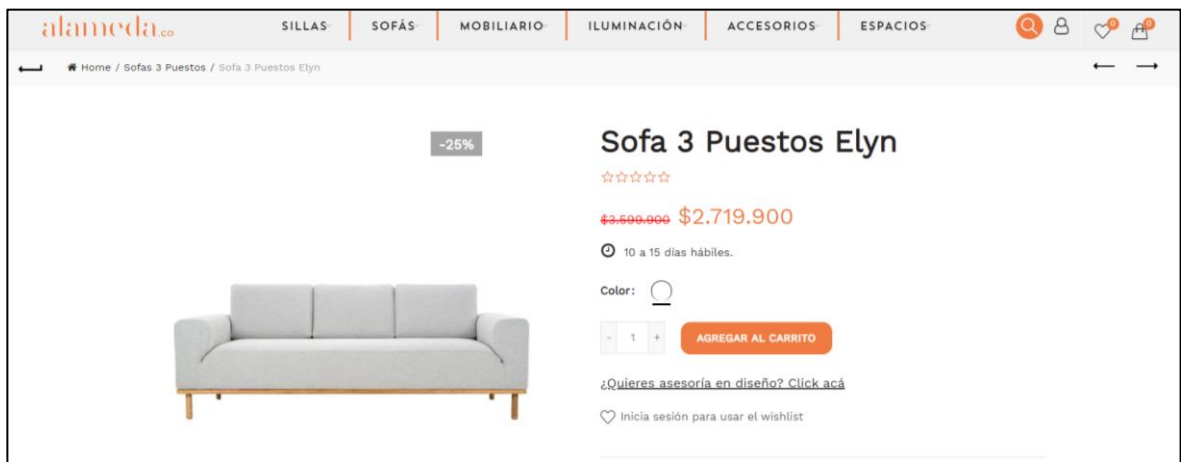 alameda.co SILLAS SOFÁS MOBILIARIO ILUMINACIÓN ACCESORIOS ESPACIOS 0 0
Home / Sofas 3 Puestos / Sofa 3 Puestos Elyn
-25%
Sofa 3 Puestos Elyn
$3.599.900 $2.719.900
10 a 15 días hábiles.
Color:
- 1 + AGREGAR AL CARRITO
¿Quieres asesoría en diseño? Click acá
Inicia sesión para usar el wishlist